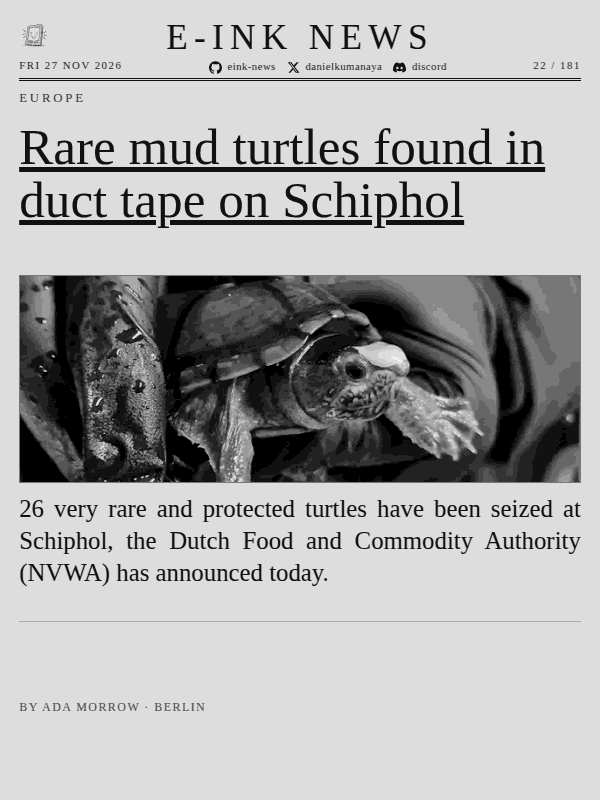 E-INK NEWS
FRI 27 NOV 2026
eink-news
danielkumanaya
discord
22 / 181
EUROPE
Rare mud turtles found in
duct tape on Schiphol
26 very rare and protected turtles have been seized at
Schiphol, the Dutch Food and Commodity Authority
(NVWA) has announced today.
BY ADA MORROW · BERLIN